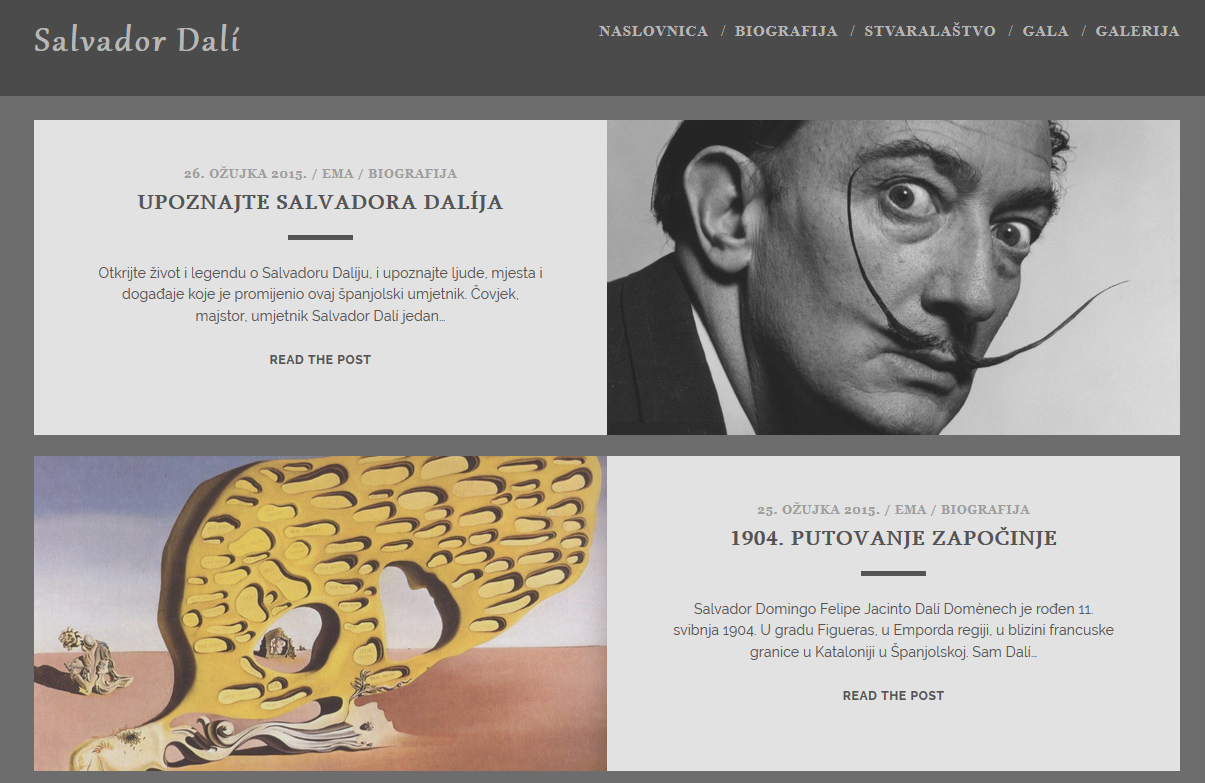 Salvador Dalí
NASLOVNICA / BIOGRAFIJA / STVARALAŠTVO / GALA / GALERIJA
26. OŽUJKA 2015. / EMA / BIOGRAFIJA
UPOZNAJTE SALVADORA DALÍJA
Otkrijte život i legendu o Salvadoru Daliju, i upoznajte ljude, mjesta i
događaje koje je promijenio ovaj španjolski umjetnik. Čovjek,
majstor, umjetnik Salvador Dalí jedan…
READ THE POST
25. OŽUJKA 2015. / EMA / BIOGRAFIJA
1904. PUTOVANJE ZAPOČINJE
Salvador Domingo Felipe Jacinto Dalí Domènech je rođen 11.
svibnja 1904. U gradu Figueras, u Emporda regiji, u blizini francuske
granice u Kataloniji u Španjolskoj. Sam Dalí…
READ THE POST